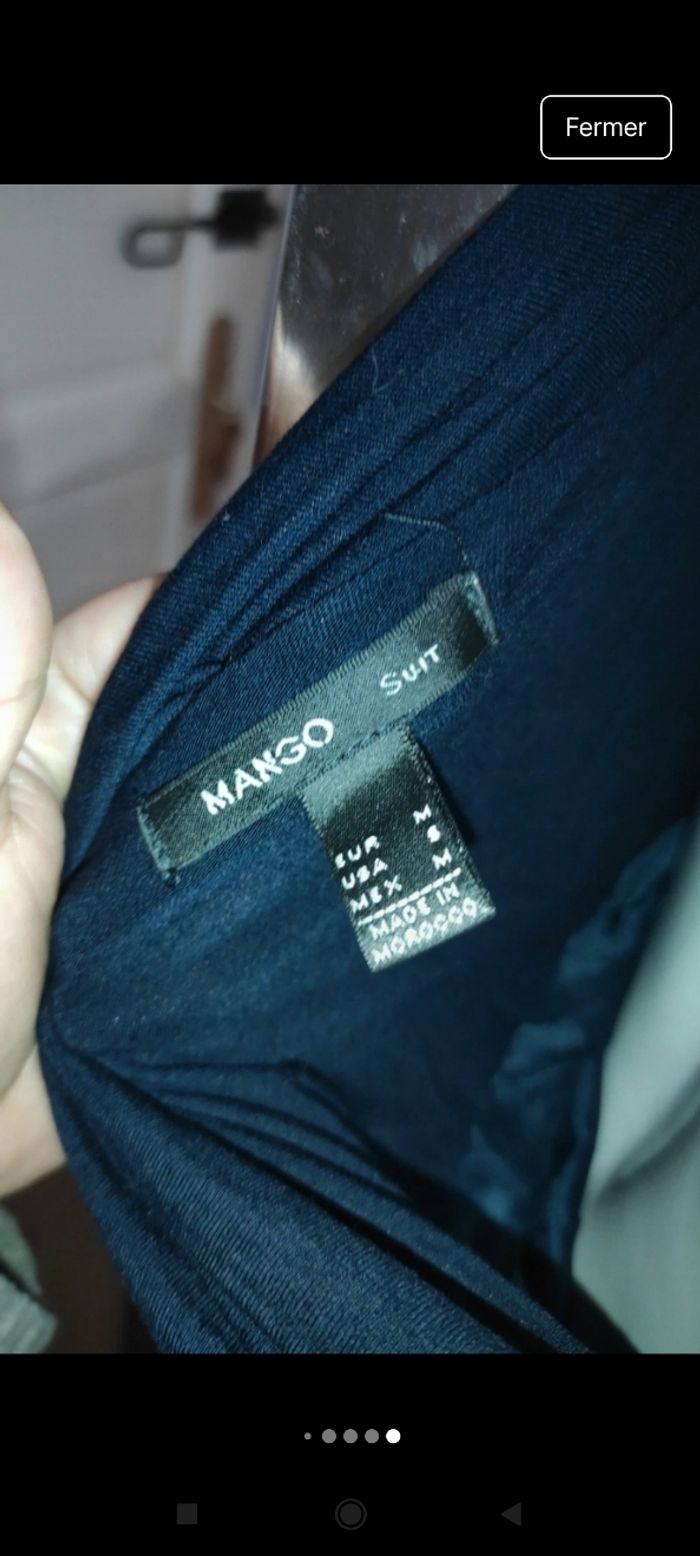 Fermer
MANGO SUIT
EUR M
USA S
MEX M
MADE IN
MOROCCO